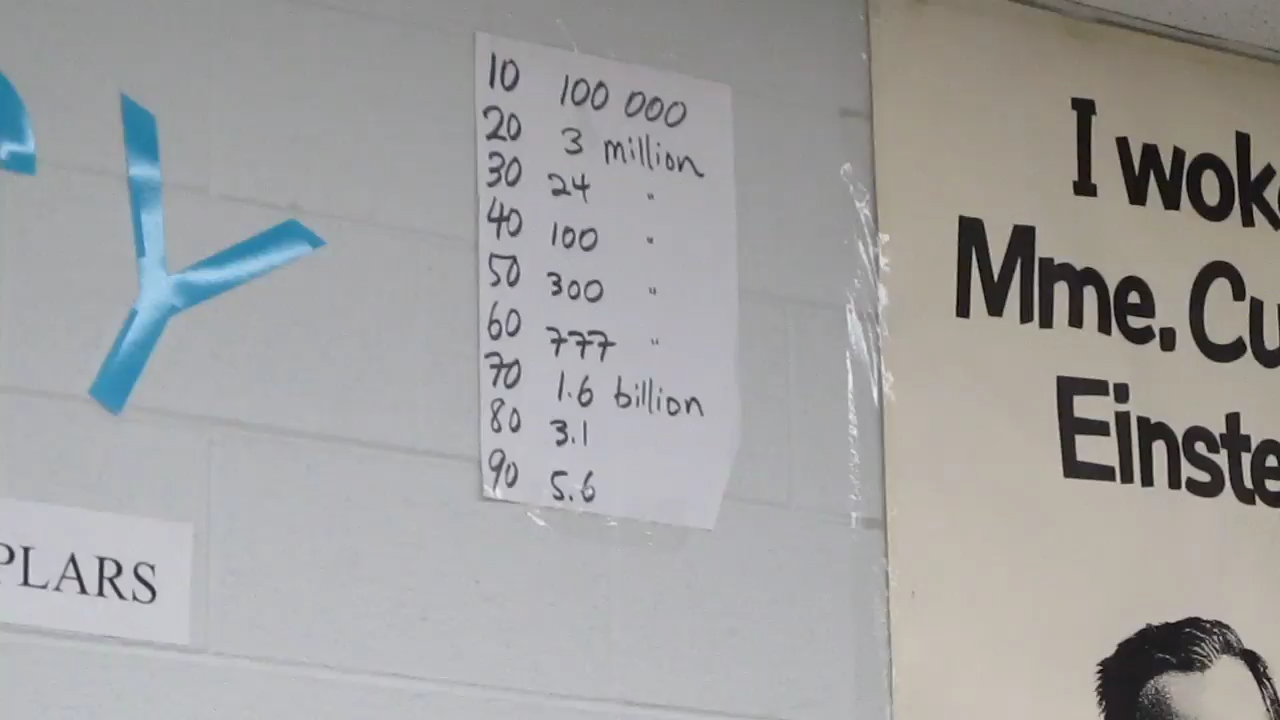 Y
10 100 000
20 3 million
30 24 "
40 100 "
50 300 "
60 777 "
70 1.6 billion
80 3.1
90 5.6
PLARS
I wok
Mme. Cu
Einste